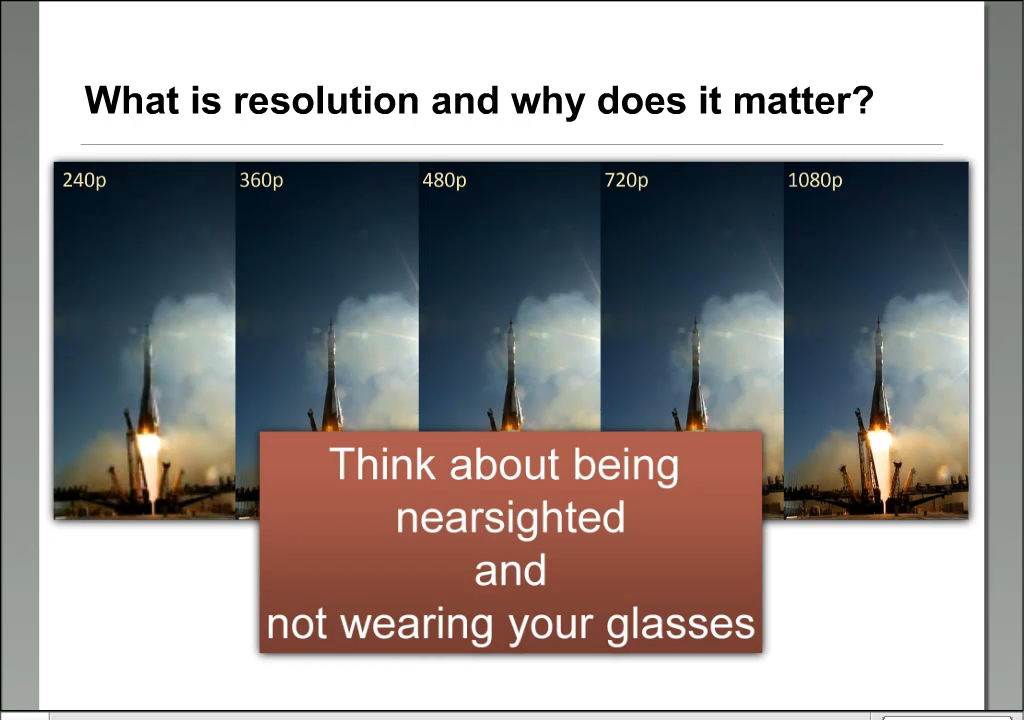 What is resolution and why does it matter?
240p 360p 480p 720p 1080p
Think about being
nearsighted
and
not wearing your glasses